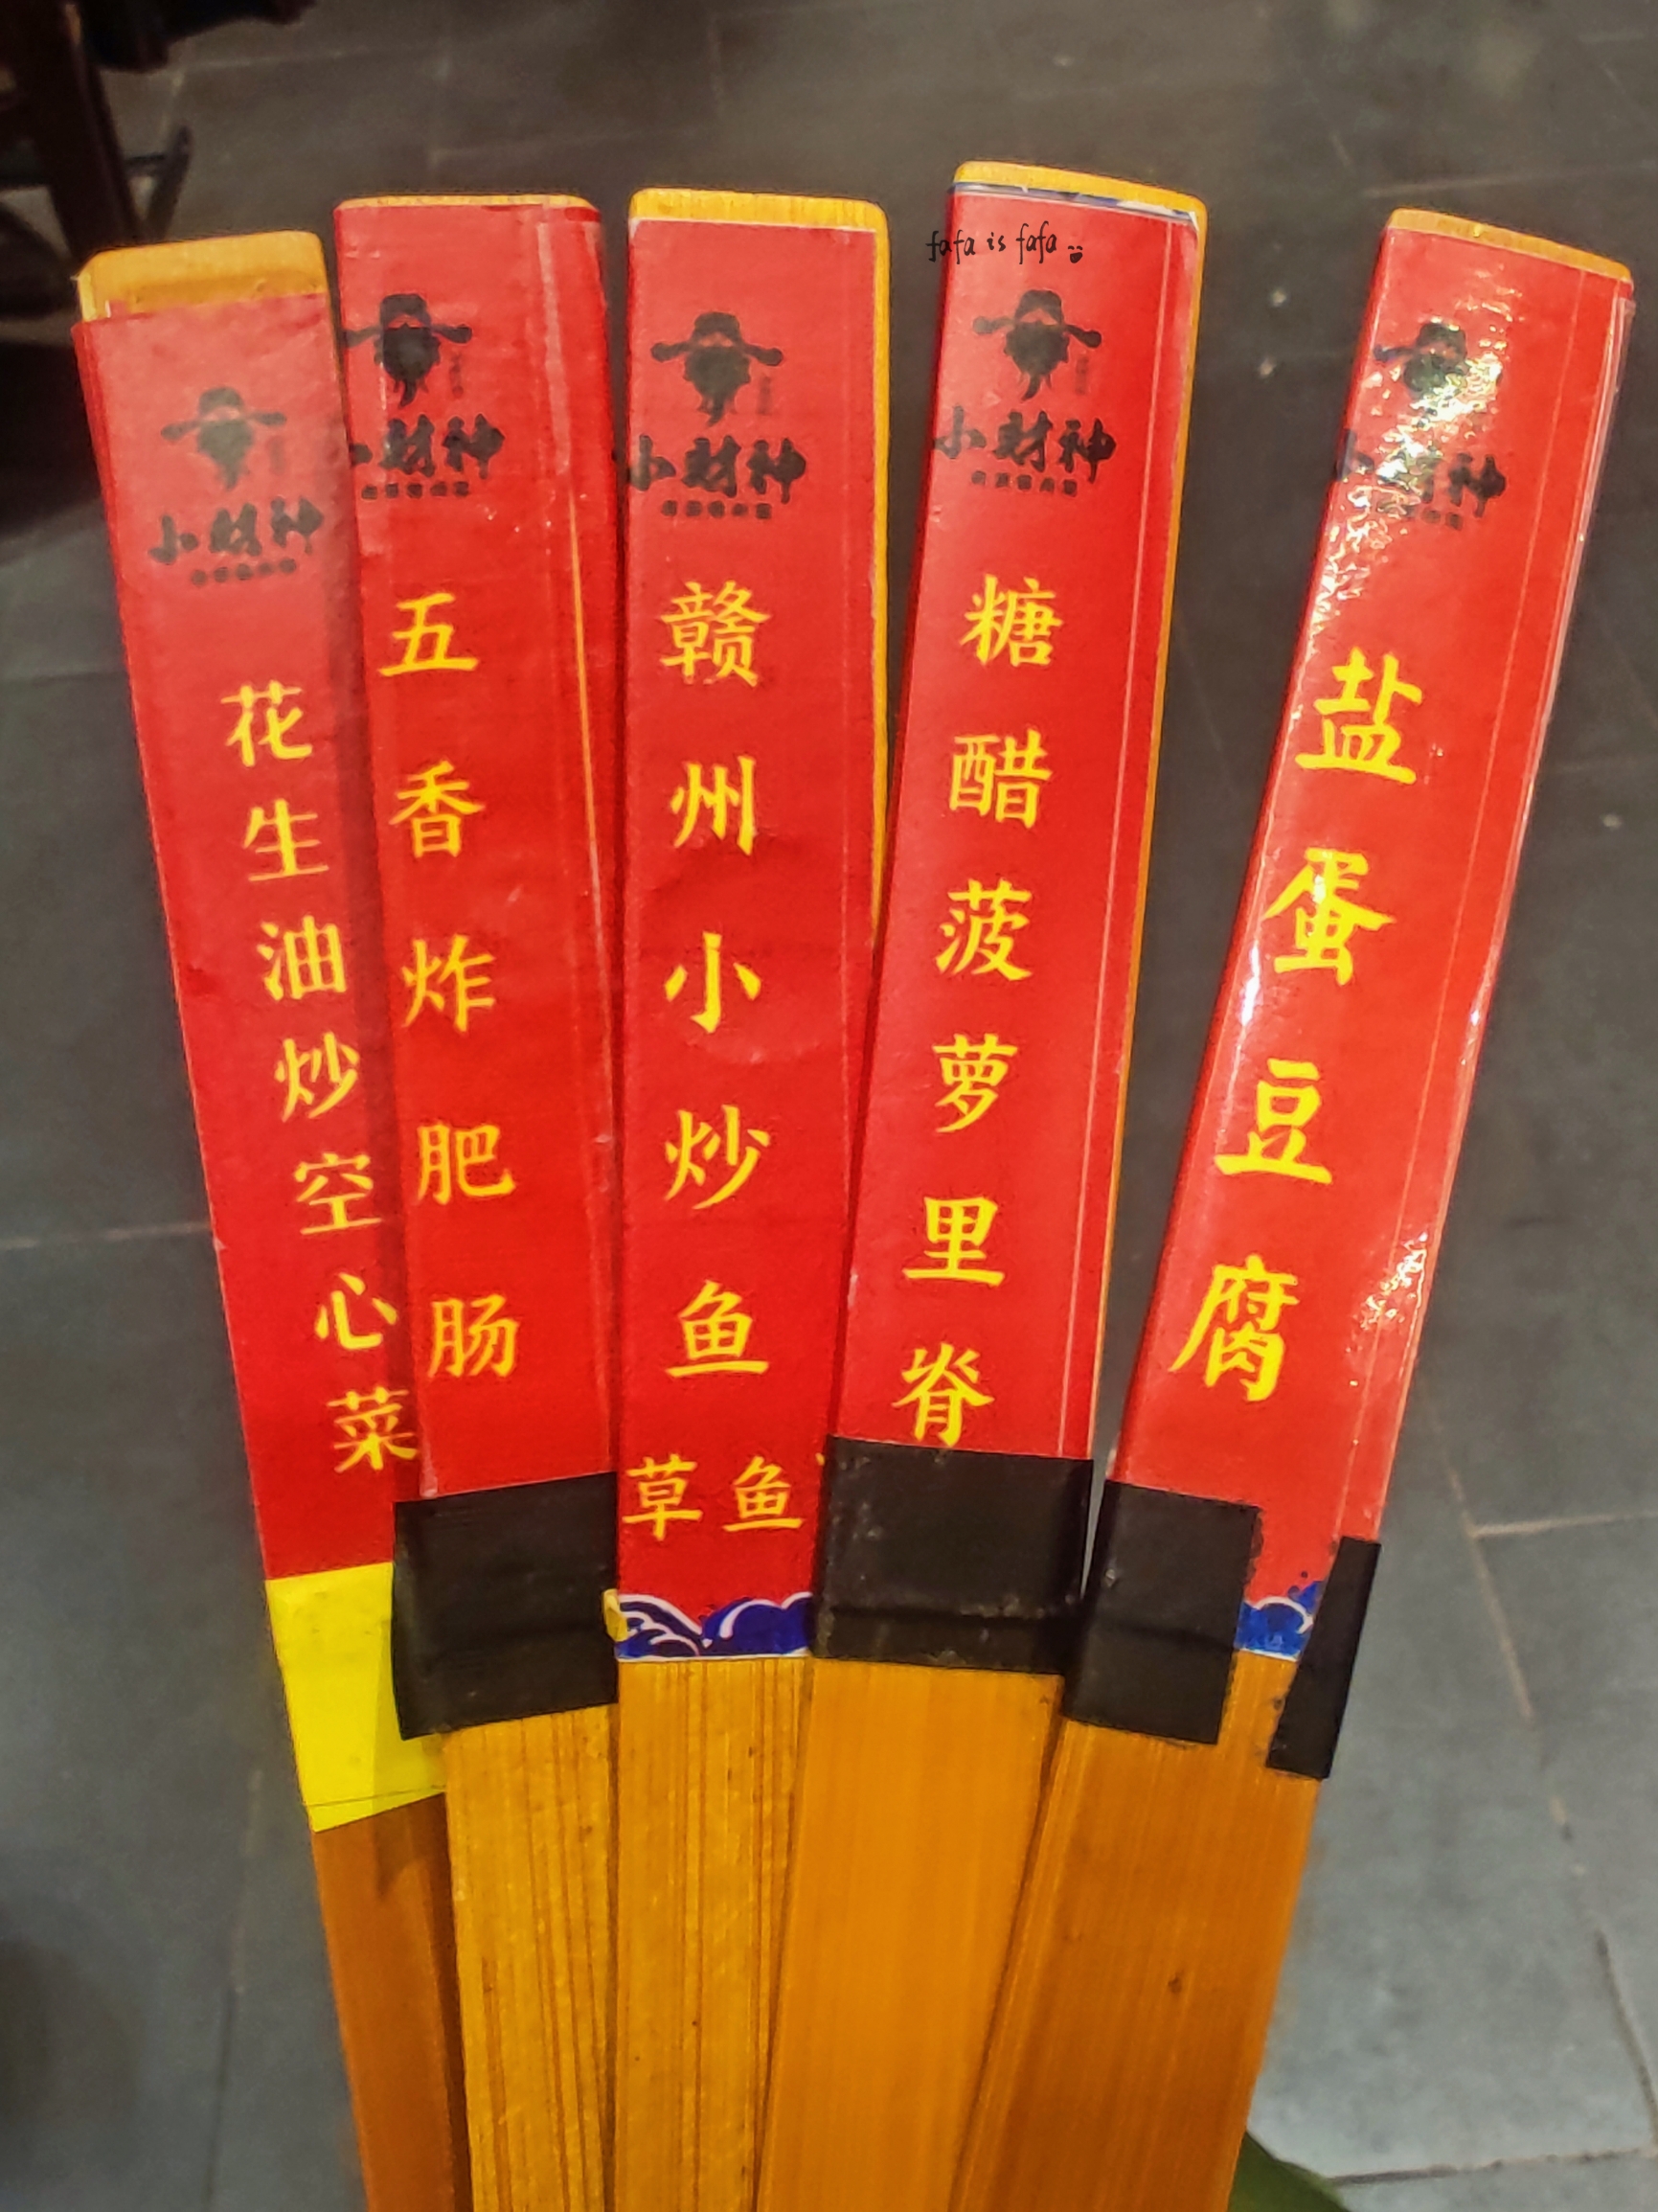 小财神
花生油炒空心菜
小财神
五香炸肥肠
小财神
赣州小炒鱼
草鱼
fafa is fafa
小财神
糖醋菠萝里脊
小财神
盐蛋豆腐